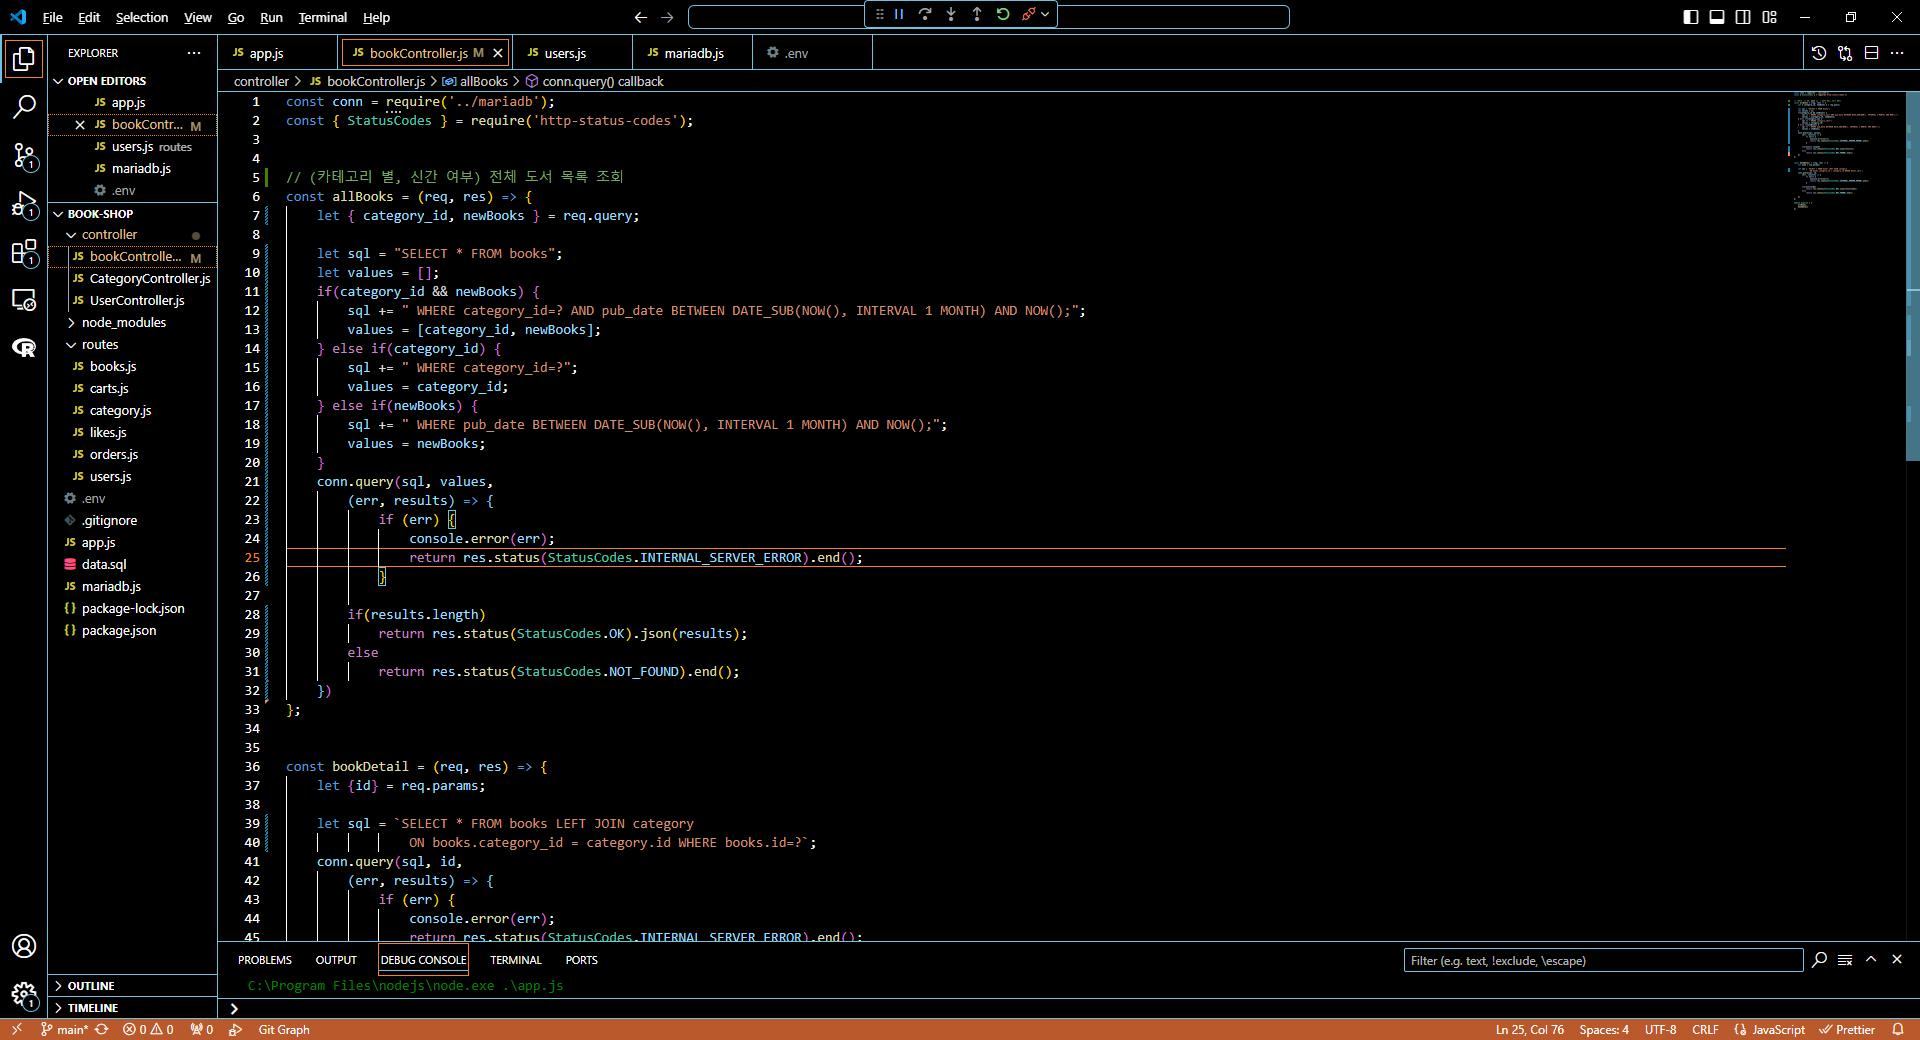 File Edit Selection View Go Run Terminal Help
EXPLORER
OPEN EDITORS
JS app.js
JS bookContr... M
JS users.js routes
JS mariadb.js
.env
BOOK-SHOP
controller
JS bookControlle... M
JS CategoryController.js
JS UserController.js
node_modules
routes
JS books.js
JS carts.js
JS category.js
JS likes.js
JS orders.js
JS users.js
.env
.gitignore
JS app.js
data.sql
JS mariadb.js
{} package-lock.json
{} package.json
OUTLINE
TIMELINE
1
1
1
1
JS app.js JS bookController.js M JS users.js JS mariadb.js .env
controller > JS bookController.js > allBooks > conn.query() callback
1 const conn = require('../mariadb');
2 const { StatusCodes } = require('http-status-codes');
3
4
5 // (카테고리 별, 신간 여부) 전체 도서 목록 조회
6 const allBooks = (req, res) => {
7 let { category_id, newBooks } = req.query;
8
9 let sql = "SELECT * FROM books";
10 let values = [];
11 if(category_id && newBooks) {
12 sql += " WHERE category_id=? AND pub_date BETWEEN DATE_SUB(NOW(), INTERVAL 1 MONTH) AND NOW();";
13 values = [category_id, newBooks];
14 } else if(category_id) {
15 sql += " WHERE category_id=?";
16 values = category_id;
17 } else if(newBooks) {
18 sql += " WHERE pub_date BETWEEN DATE_SUB(NOW(), INTERVAL 1 MONTH) AND NOW();";
19 values = newBooks;
20 }
21 conn.query(sql, values,
22 (err, results) => {
23 if (err) {
24 console.error(err);
25 return res.status(StatusCodes.INTERNAL_SERVER_ERROR).end();
26 }
27
28 if(results.length)
29 return res.status(StatusCodes.OK).json(results);
30 else
31 return res.status(StatusCodes.NOT_FOUND).end();
32 })
33 };
34
35
36 const bookDetail = (req, res) => {
37 let {id} = req.params;
38
39 let sql = `SELECT * FROM books LEFT JOIN category
40 ON books.category_id = category.id WHERE books.id=?`;
41 conn.query(sql, id,
42 (err, results) => {
43 if (err) {
44 console.error(err);
45 return res.status(StatusCodes.INTERNAL_SERVER_ERROR).end();
PROBLEMS OUTPUT DEBUG CONSOLE TERMINAL PORTS Filter (e.g. text, !exclude, \escape)
C:\Program Files\nodejs\node.exe .\app.js
main* 0 0 0 Git Graph Ln 25, Col 76 Spaces: 4 UTF-8 CRLF JavaScript Prettier